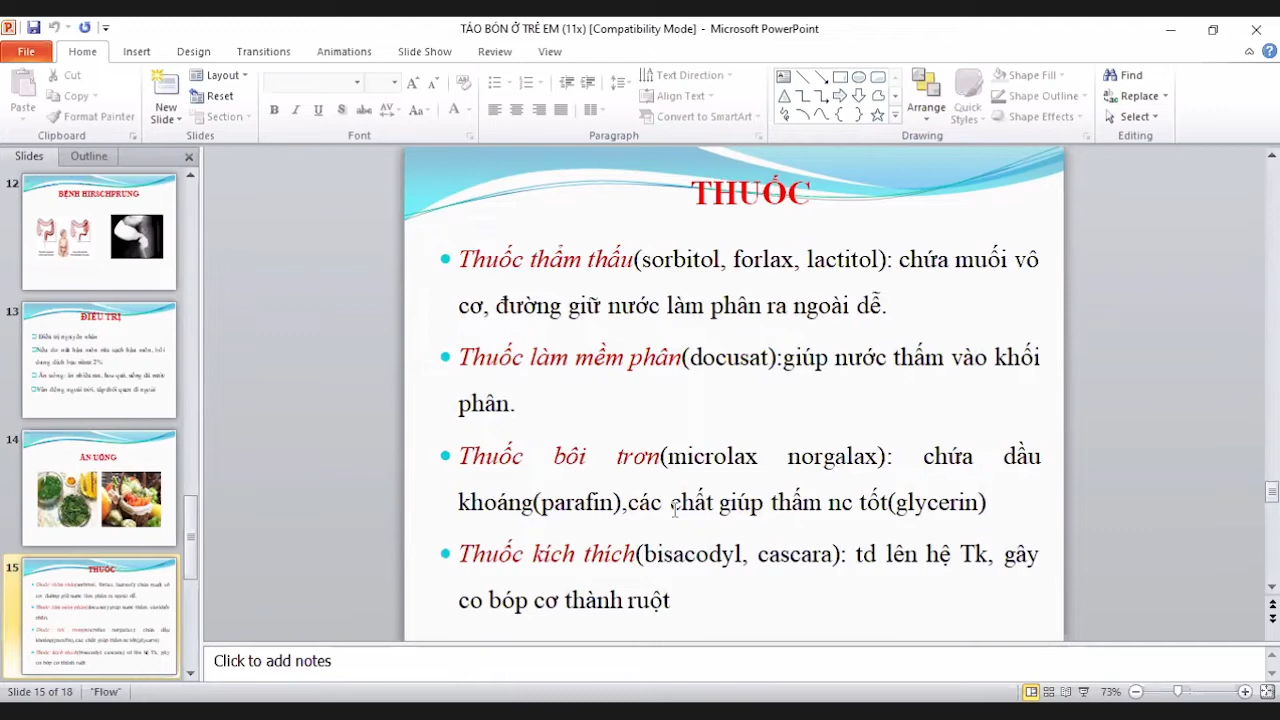 TÁO BÓN Ở TRẺ EM (11x) [Compatibility Mode] - Microsoft PowerPoint
File Home Insert Design Transitions Animations Slide Show Review View
Paste
Cut
Copy
Format Painter
Clipboard
New Slide
Layout
Reset
Section
Slides
Font
Text Direction
Align Text
Convert to SmartArt
Paragraph
Arrange
Quick Styles
Shape Fill
Shape Outline
Shape Effects
Drawing
Find
Replace
Select
Editing
Slides Outline
12
BỆNH HIRSCHPRUNG
13
ĐIỀU TRỊ
Điều trị nguyên nhân
14
ĂN UỐNG
15
THUỐC
THUỐC
Thuốc thẩm thấu(sorbitol, forlax, lactitol): chứa muối vô
cơ, đường giữ nước làm phân ra ngoài dễ.
Thuốc làm mềm phân(docusat):giúp nước thấm vào khối
phân.
Thuốc bôi trơn(microlax norgalax): chứa dầu
khoáng(parafin),các chất giúp thấm nc tốt(glycerin)
Thuốc kích thích(bisacodyl, cascara): td lên hệ Tk, gây
co bóp cơ thành ruột
Click to add notes
Slide 15 of 18 "Flow" 73%